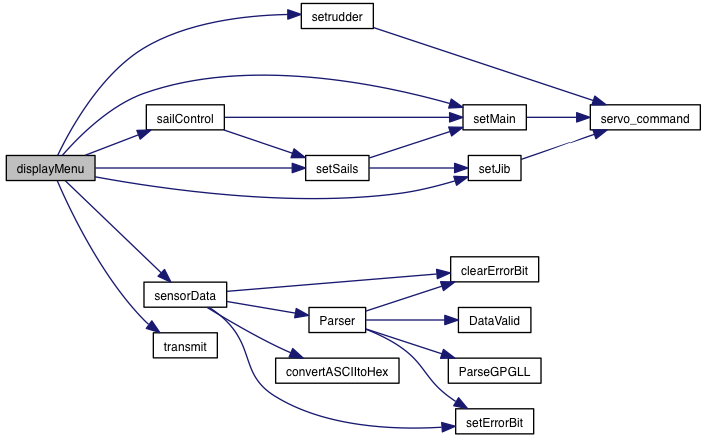 setrudder
sailControl
setMain
servo_command
displayMenu
setSails
setJib
clearErrorBit
sensorData
Parser
DataValid
transmit
convertASCIItoHex
ParseGPGLL
setErrorBit